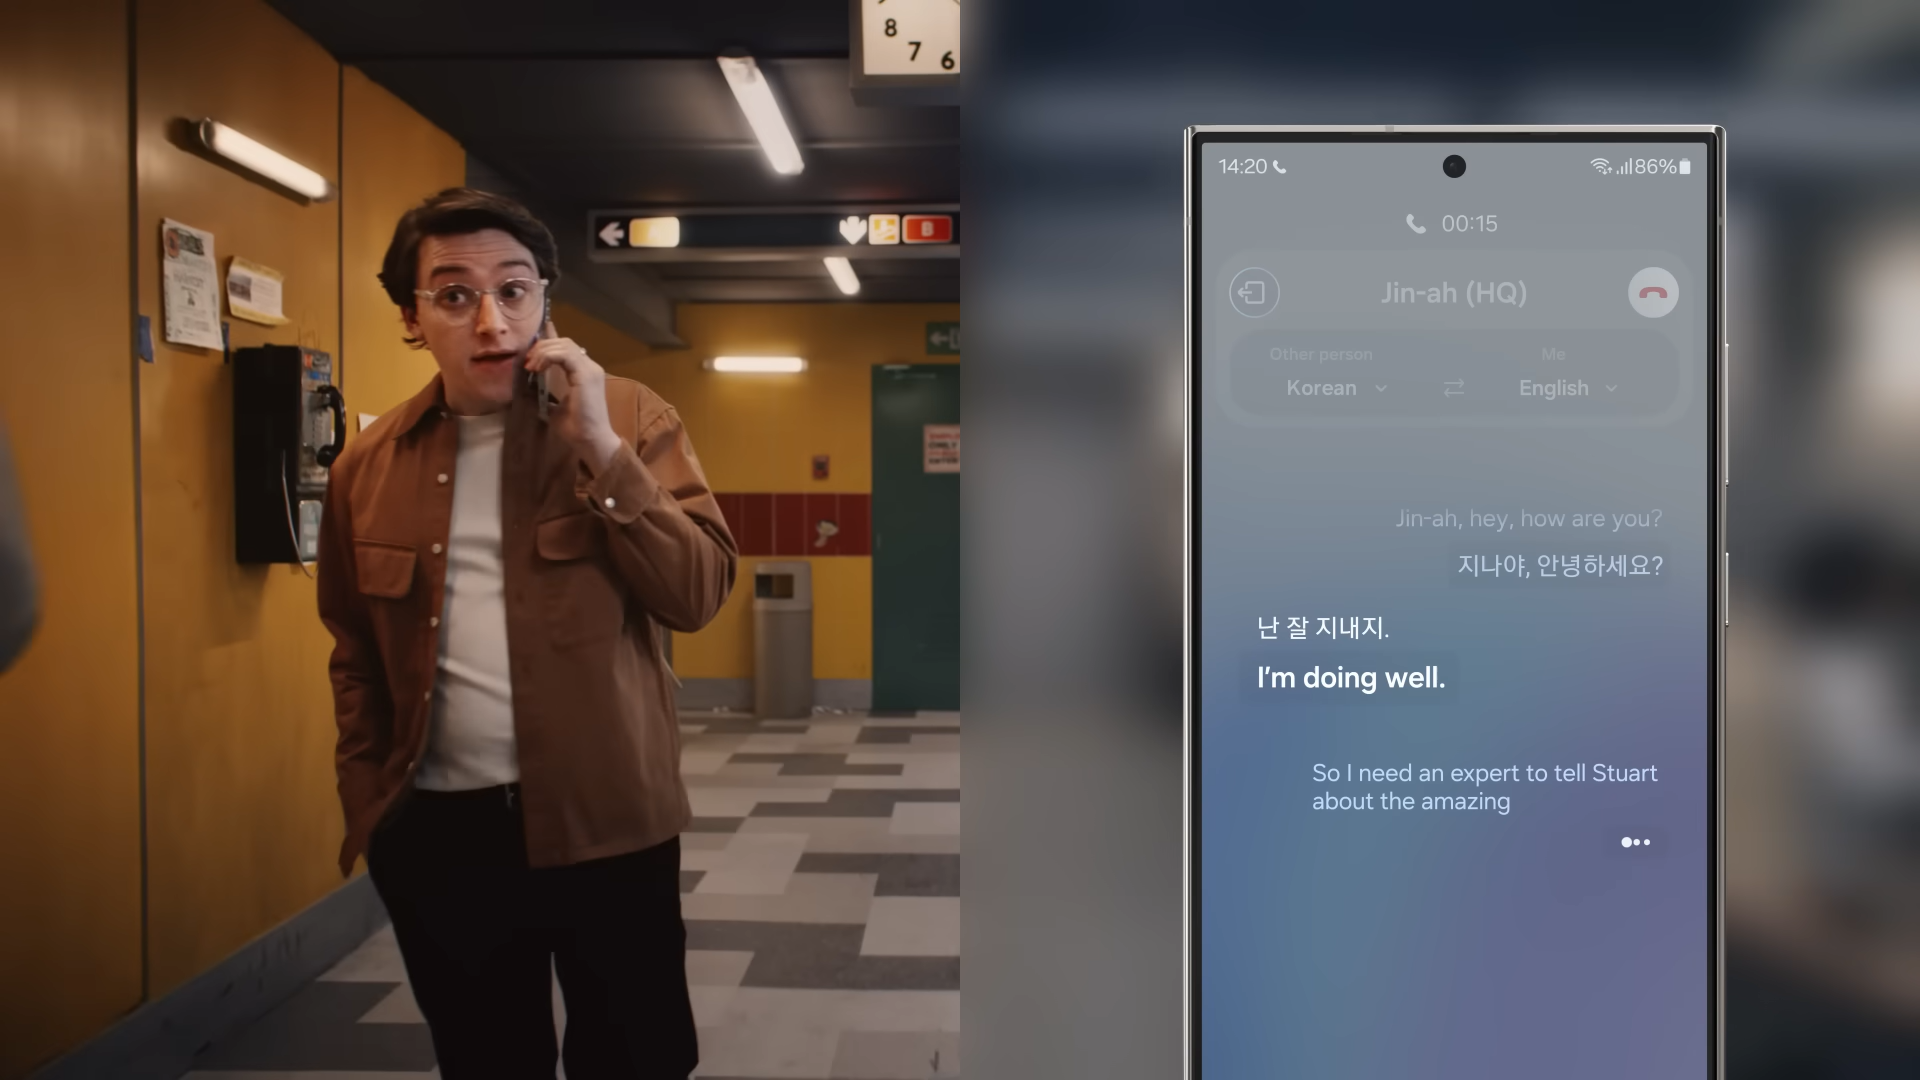 8
7
6
B
14:20
86%
00:15
Jin-ah (HQ)
Other person
Me
Korean
English
Jin-ah, hey, how are you?
지나야, 안녕하세요?
난 잘 지내지.
I'm doing well.
So I need an expert to tell Stuart
about the amazing